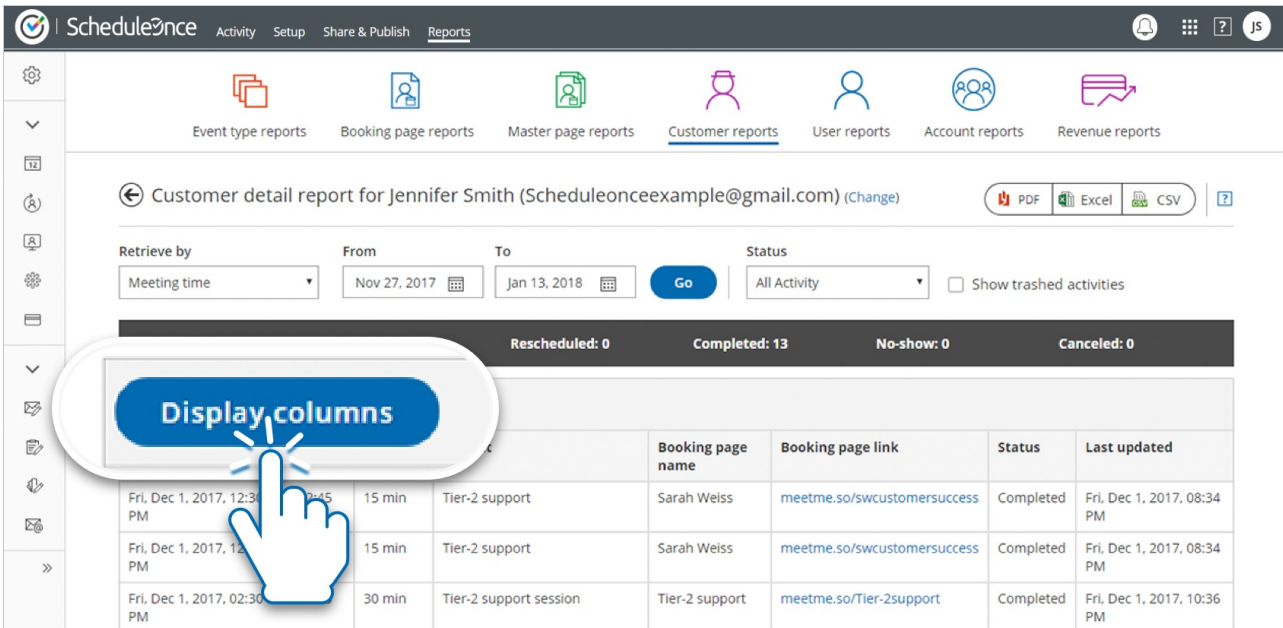 ScheduleOnce Activity Setup Share & Publish Reports ? JS
Event type reports Booking page reports Master page reports Customer reports User reports Account reports Revenue reports
12
Customer detail report for Jennifer Smith (Scheduleonceexample@gmail.com) (Change) PDF Excel CSV ?
Retrieve by From To Status
Meeting time Nov 27, 2017 Jan 13, 2018 Go All Activity Show trashed activities
Rescheduled: 0 Completed: 13 No-show: 0 Canceled: 0
Display columns
Booking page name Booking page link Status Last updated
Fri, Dec 1, 2017, 12:30 PM 15 min Tier-2 support Sarah Weiss meetme.so/swcustomersuccess Completed Fri, Dec 1, 2017, 08:34 PM
Fri, Dec 1, 2017, PM 15 min Tier-2 support Sarah Weiss meetme.so/swcustomersuccess Completed Fri, Dec 1, 2017, 08:34 PM
Fri, Dec 1, 2017, 02:30 PM 30 min Tier-2 support session Tier-2 support meetme.so/Tier-2support Completed Fri, Dec 1, 2017, 10:36 PM